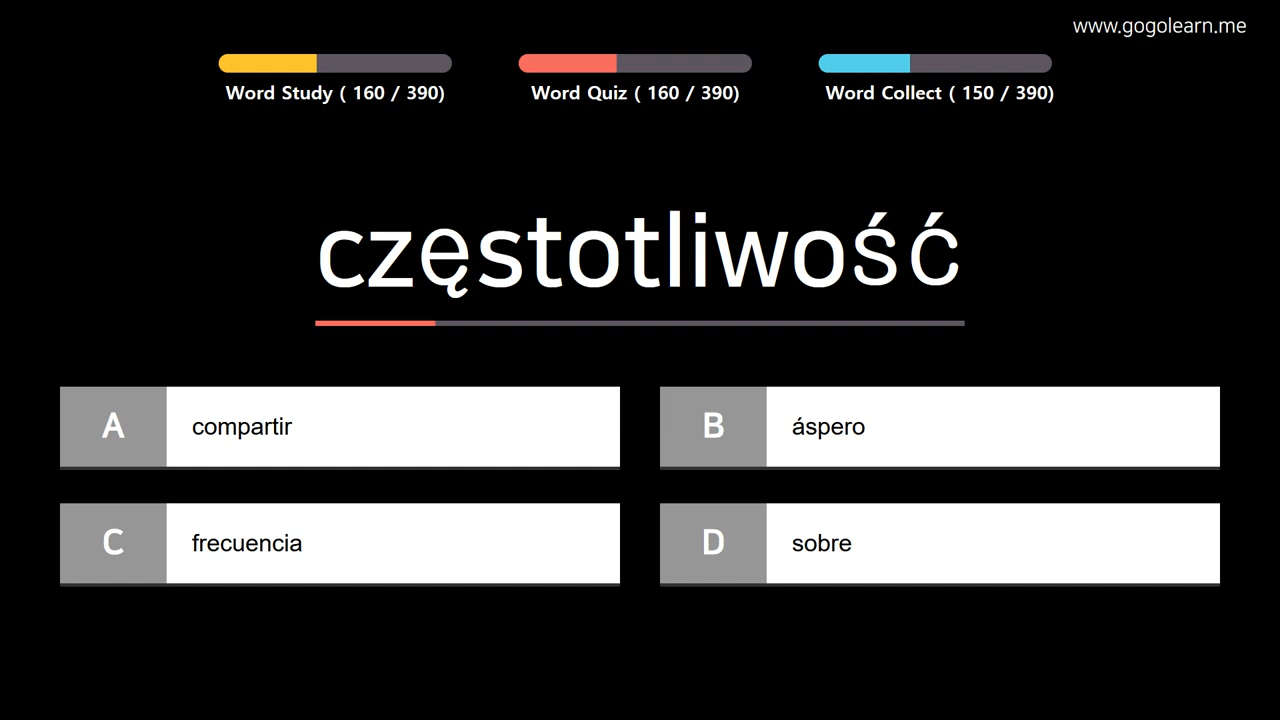 www.gogolearn.me
Word Study ( 160 / 390)
Word Quiz ( 160 / 390)
Word Collect ( 150 / 390)
częstotliwość
A compartir
B áspero
C frecuencia
D sobre